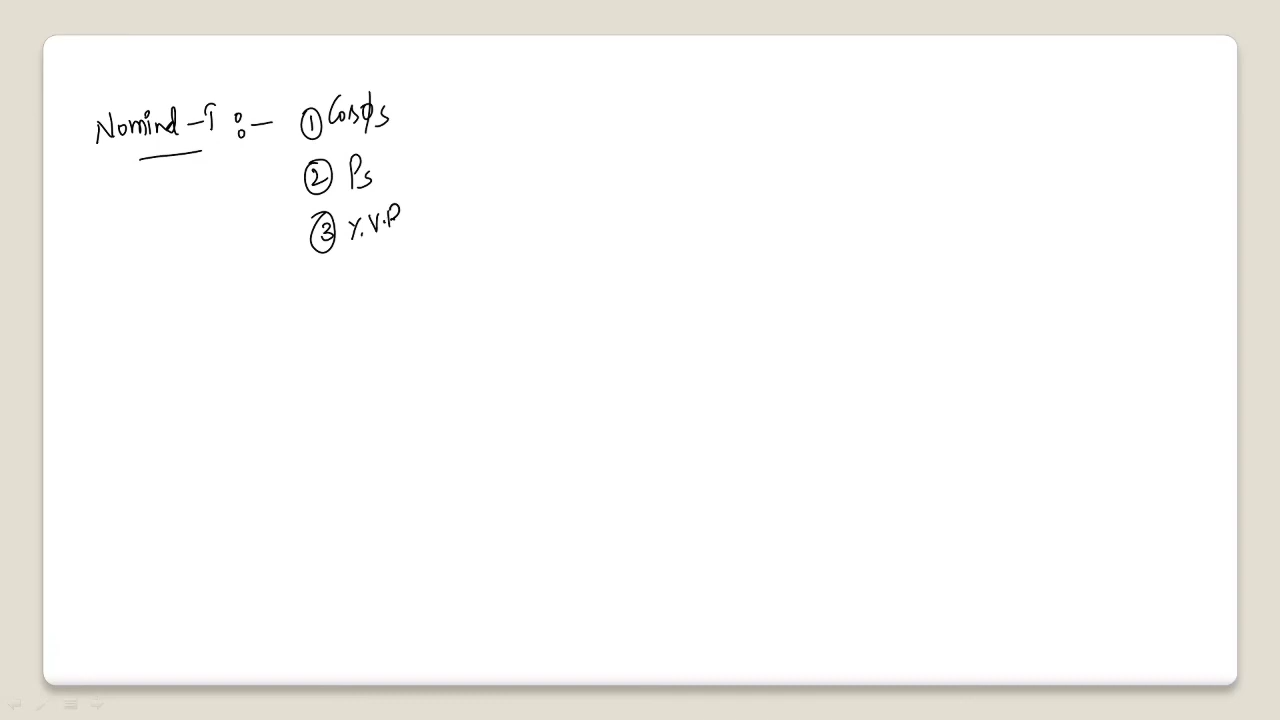 Nominal -T :- ① Cosϕs
② Ps
③ %.V.R